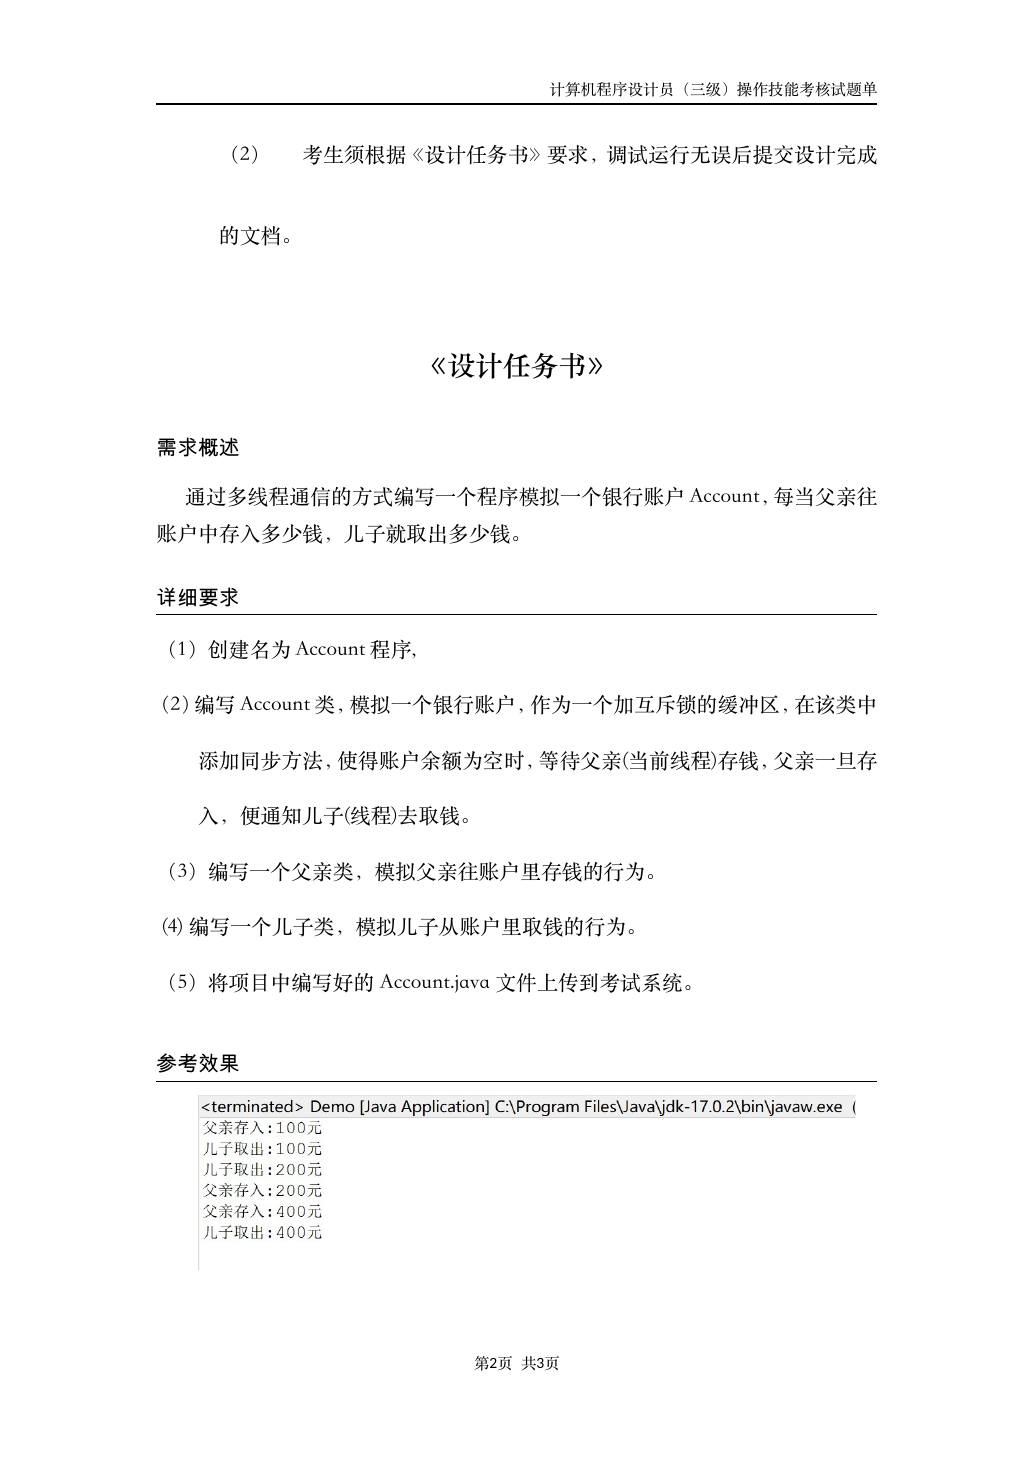 计算机程序设计员（三级）操作技能考核试题单
（2） 考生须根据《设计任务书》要求，调试运行无误后提交设计完成
的文档。
《设计任务书》
需求概述
通过多线程通信的方式编写一个程序模拟一个银行账户 Account，每当父亲往
账户中存入多少钱，儿子就取出多少钱。
详细要求
（1）创建名为 Account 程序,
（2）编写 Account 类，模拟一个银行账户，作为一个加互斥锁的缓冲区，在该类中
添加同步方法，使得账户余额为空时，等待父亲(当前线程)存钱，父亲一旦存
入，便通知儿子(线程)去取钱。
（3）编写一个父亲类，模拟父亲往账户里存钱的行为。
(4) 编写一个儿子类，模拟儿子从账户里取钱的行为。
（5）将项目中编写好的 Account.java 文件上传到考试系统。
参考效果
<terminated> Demo [Java Application] C:\Program Files\Java\jdk-17.0.2\bin\javaw.exe (
父亲存入:100元
儿子取出:100元
儿子取出:200元
父亲存入:200元
父亲存入:400元
儿子取出:400元
第2页 共3页